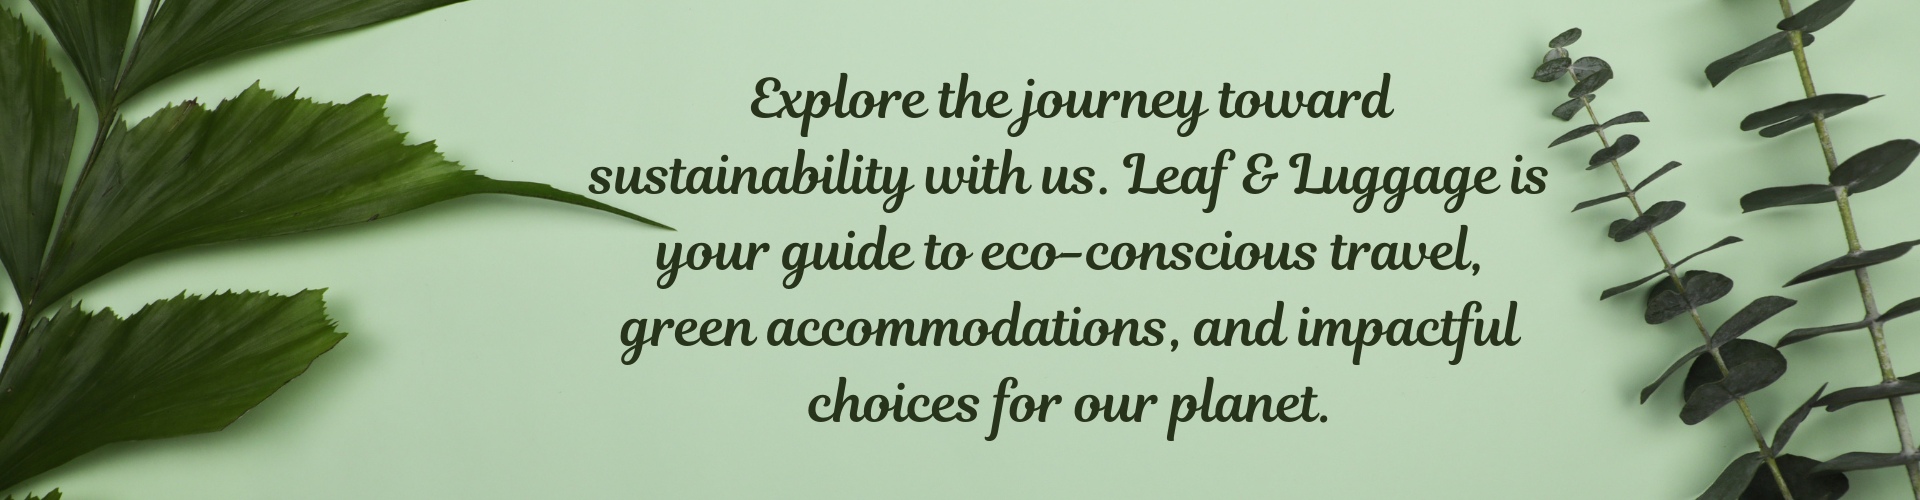 Explore the journey toward
sustainability with us. Leaf & Luggage is
your guide to eco-conscious travel,
green accommodations, and impactful
choices for our planet.